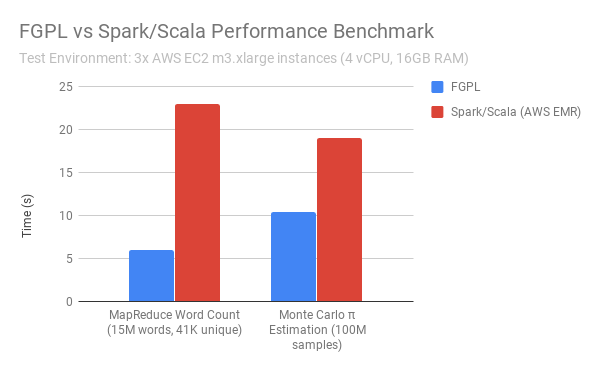 FGPL vs Spark/Scala Performance Benchmark
Test Environment: 3x AWS EC2 m3.xlarge instances (4 vCPU, 16GB RAM)
FGPL
Spark/Scala (AWS EMR)
Time (s)
25
20
15
10
5
0
MapReduce Word Count
(15M words, 41K unique)
Monte Carlo π
Estimation (100M
samples)